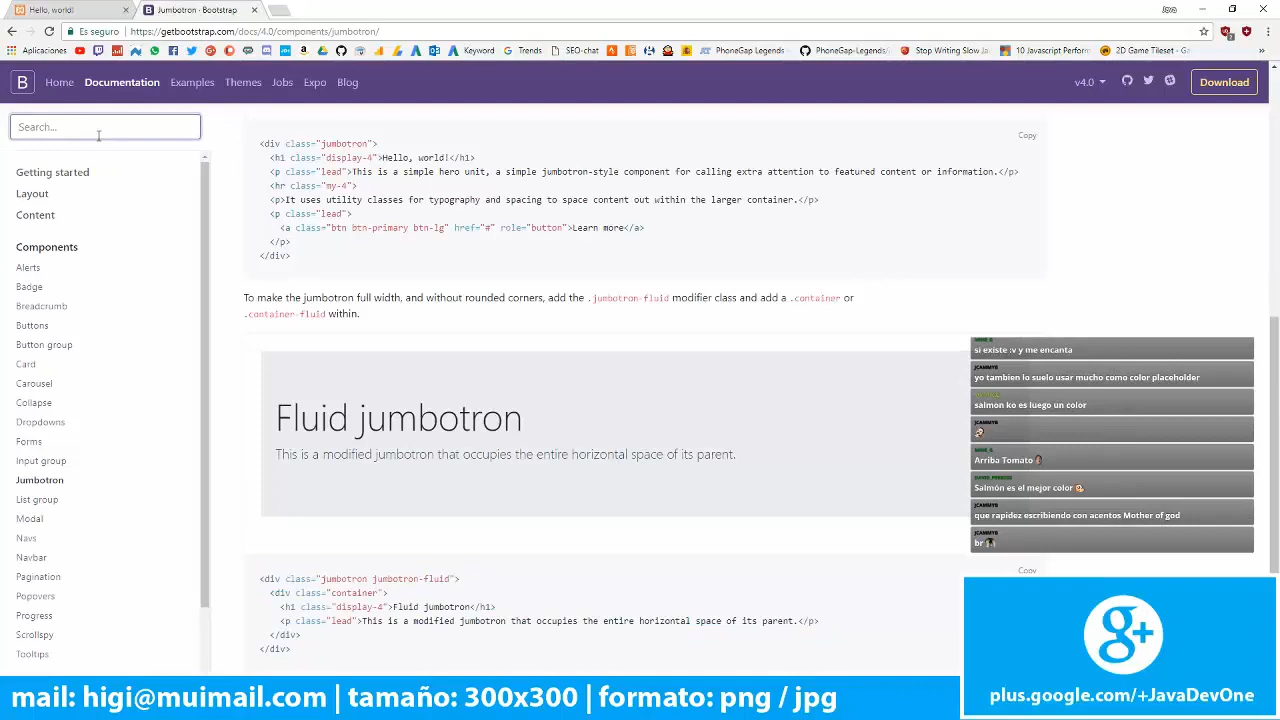 Hello, world!
Jumbotron · Bootstrap
Java
Es seguro
https://getbootstrap.com/docs/4.0/components/jumbotron/
Aplicaciones
Keyword
Trends
SEO-chat
PhoneGap Legends
PhoneGap-Legends/
Stop Writing Slow Ja
10 Javascript Perform
2D Game Tileset - G
B
Home
Documentation
Examples
Themes
Jobs
Expo
Blog
v4.0
Download
Search...
Getting started
Layout
Content
Components
Alerts
Badge
Breadcrumb
Buttons
Button group
Card
Carousel
Collapse
Dropdowns
Forms
Input group
Jumbotron
List group
Modal
Navs
Navbar
Pagination
Popovers
Progress
Scrollspy
Tooltips
Copy
<div class="jumbotron">
<h1 class="display-4">Hello, world!</h1>
<p class="lead">This is a simple hero unit, a simple jumbotron-style component for calling extra attention to featured content or information.</p>
<hr class="my-4">
<p>It uses utility classes for typography and spacing to space content out within the larger container.</p>
<p class="lead">
<a class="btn btn-primary btn-lg" href="#" role="button">Learn more</a>
</p>
</div>
To make the jumbotron full width, and without rounded corners, add the .jumbotron-fluid modifier class and add a .container or
.container-fluid within.
Fluid jumbotron
This is a modified jumbotron that occupies the entire horizontal space of its parent.
Copy
<div class="jumbotron jumbotron-fluid">
<div class="container">
<h1 class="display-4">Fluid jumbotron</h1>
<p class="lead">This is a modified jumbotron that occupies the entire horizontal space of its parent.</p>
</div>
</div>
si existe :v y me encanta
JCAMMYB
yo tambien lo suelo usar mucho como color placeholder
salmon ko es luego un color
JCAMMYB
Arriba Tomato
Salmón es el mejor color
JCAMMYB
que rapidez escribiendo con acentos Mother of god
JCAMMYB
br
g+
plus.google.com/+JavaDevOne
mail: higi@muimail.com | tamaño: 300x300 | formato: png / jpg